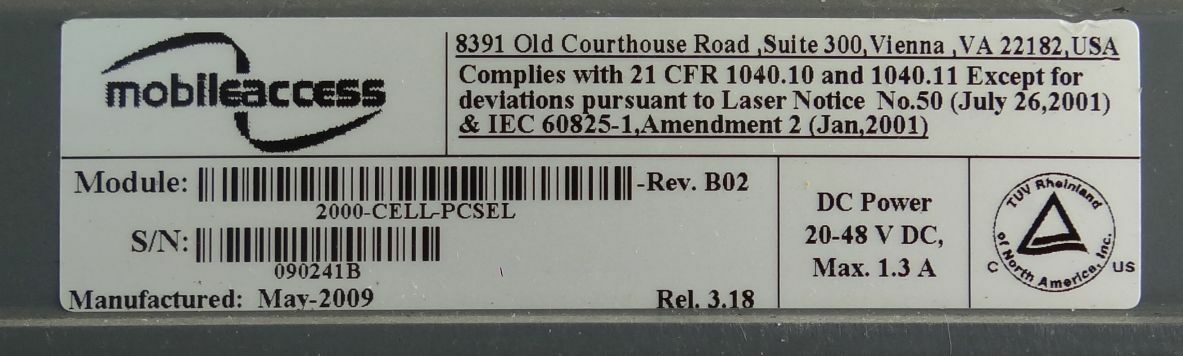 mobileaccess
8391 Old Courthouse Road ,Suite 300,Vienna ,VA 22182,USA
Complies with 21 CFR 1040.10 and 1040.11 Except for
deviations pursuant to Laser Notice No.50 (July 26,2001)
& IEC 60825-1,Amendment 2 (Jan,2001)
Module: -Rev. B02
2000-CELL-PCSEL
S/N:
090241B
Manufactured: May-2009
Rel. 3.18
DC Power
20-48 V DC,
Max. 1.3 A
TUV Rheinland
of North America, Inc.
C US